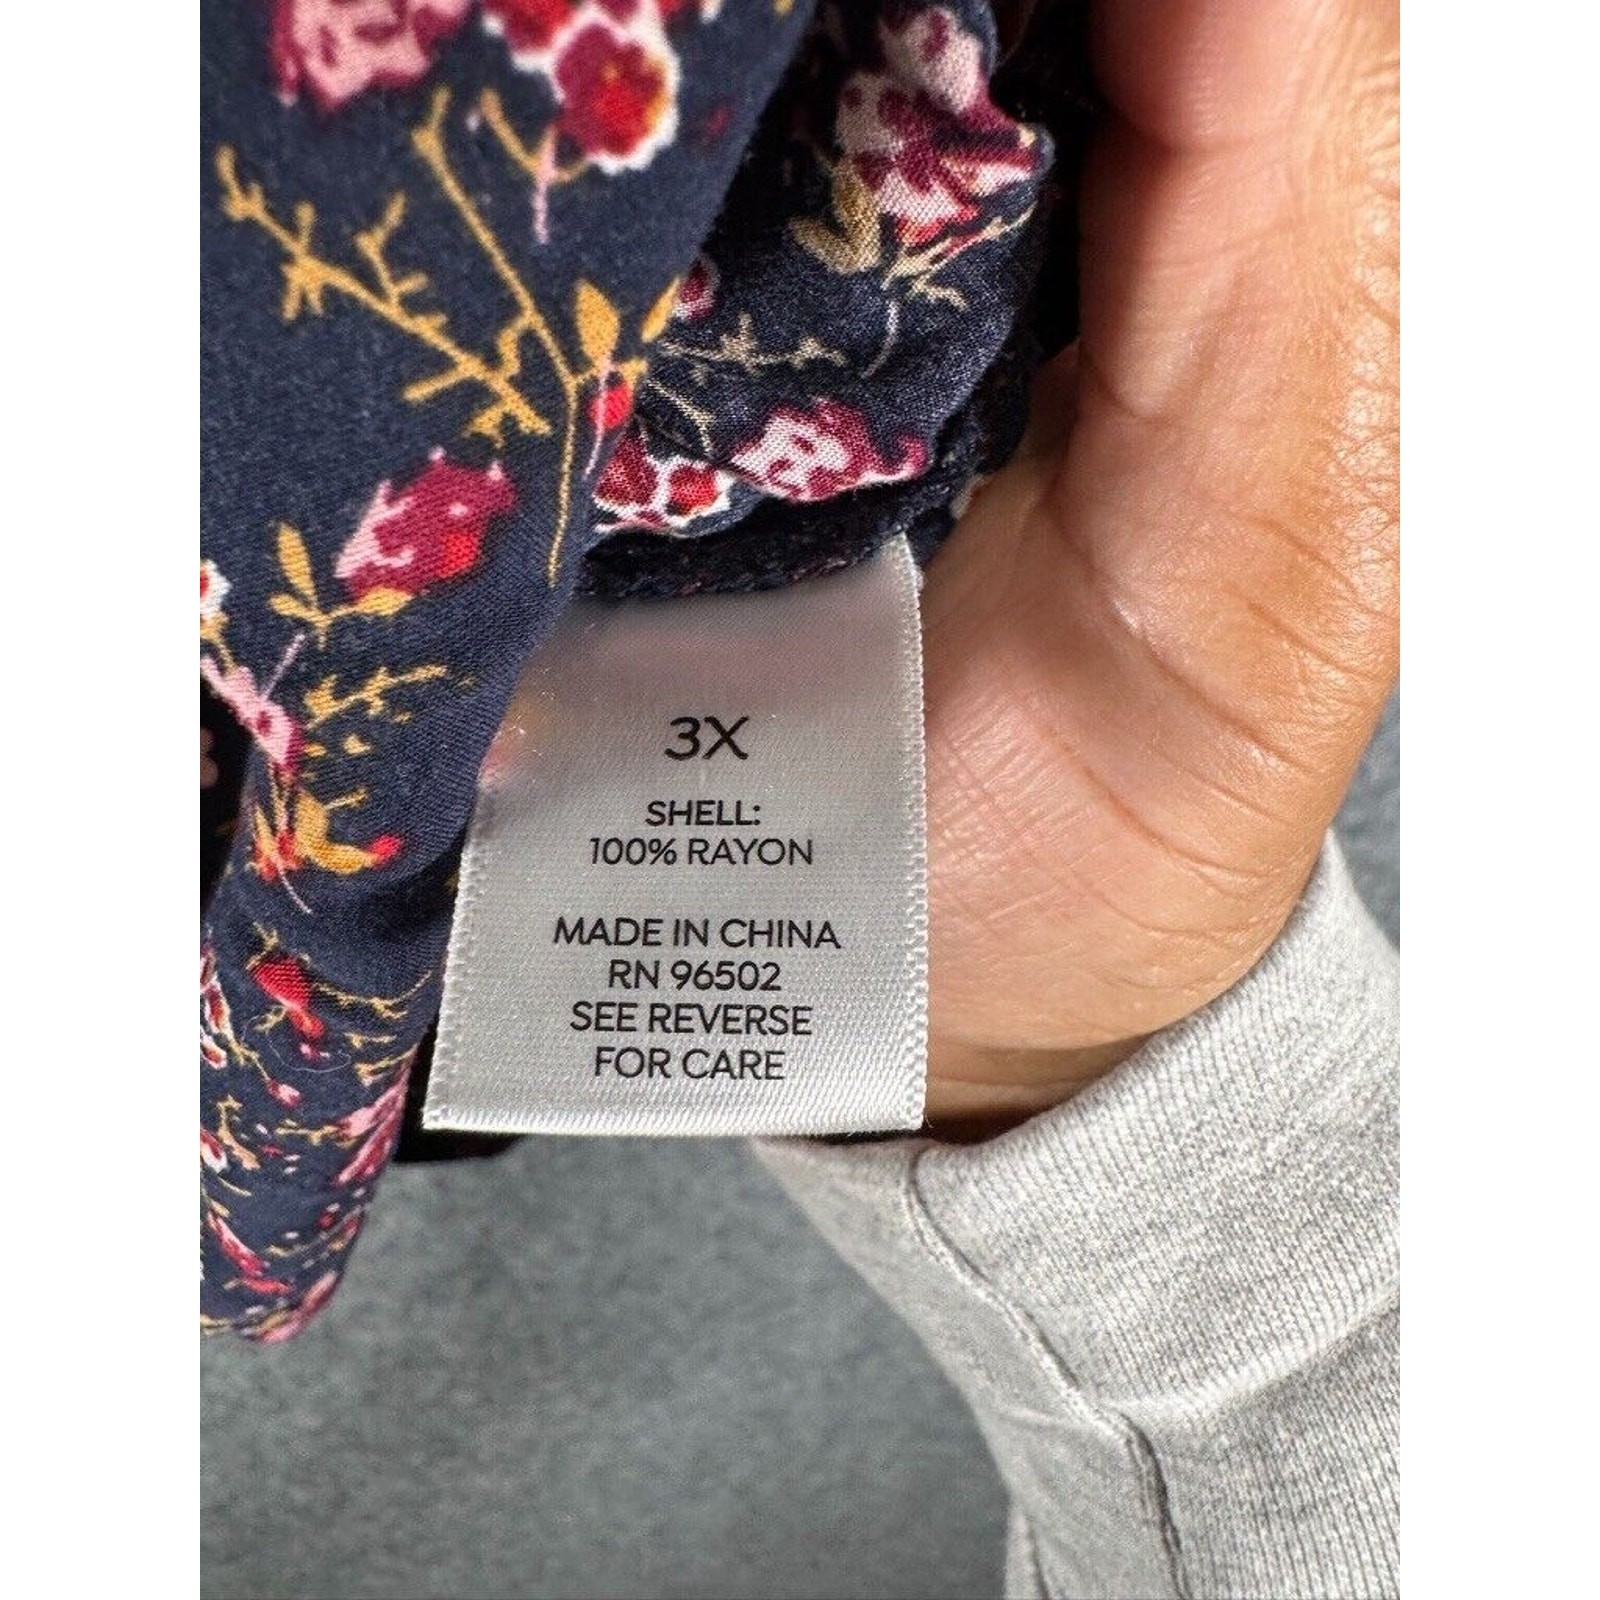 3X
SHELL:
100% RAYON
MADE IN CHINA
RN 96502
SEE REVERSE
FOR CARE